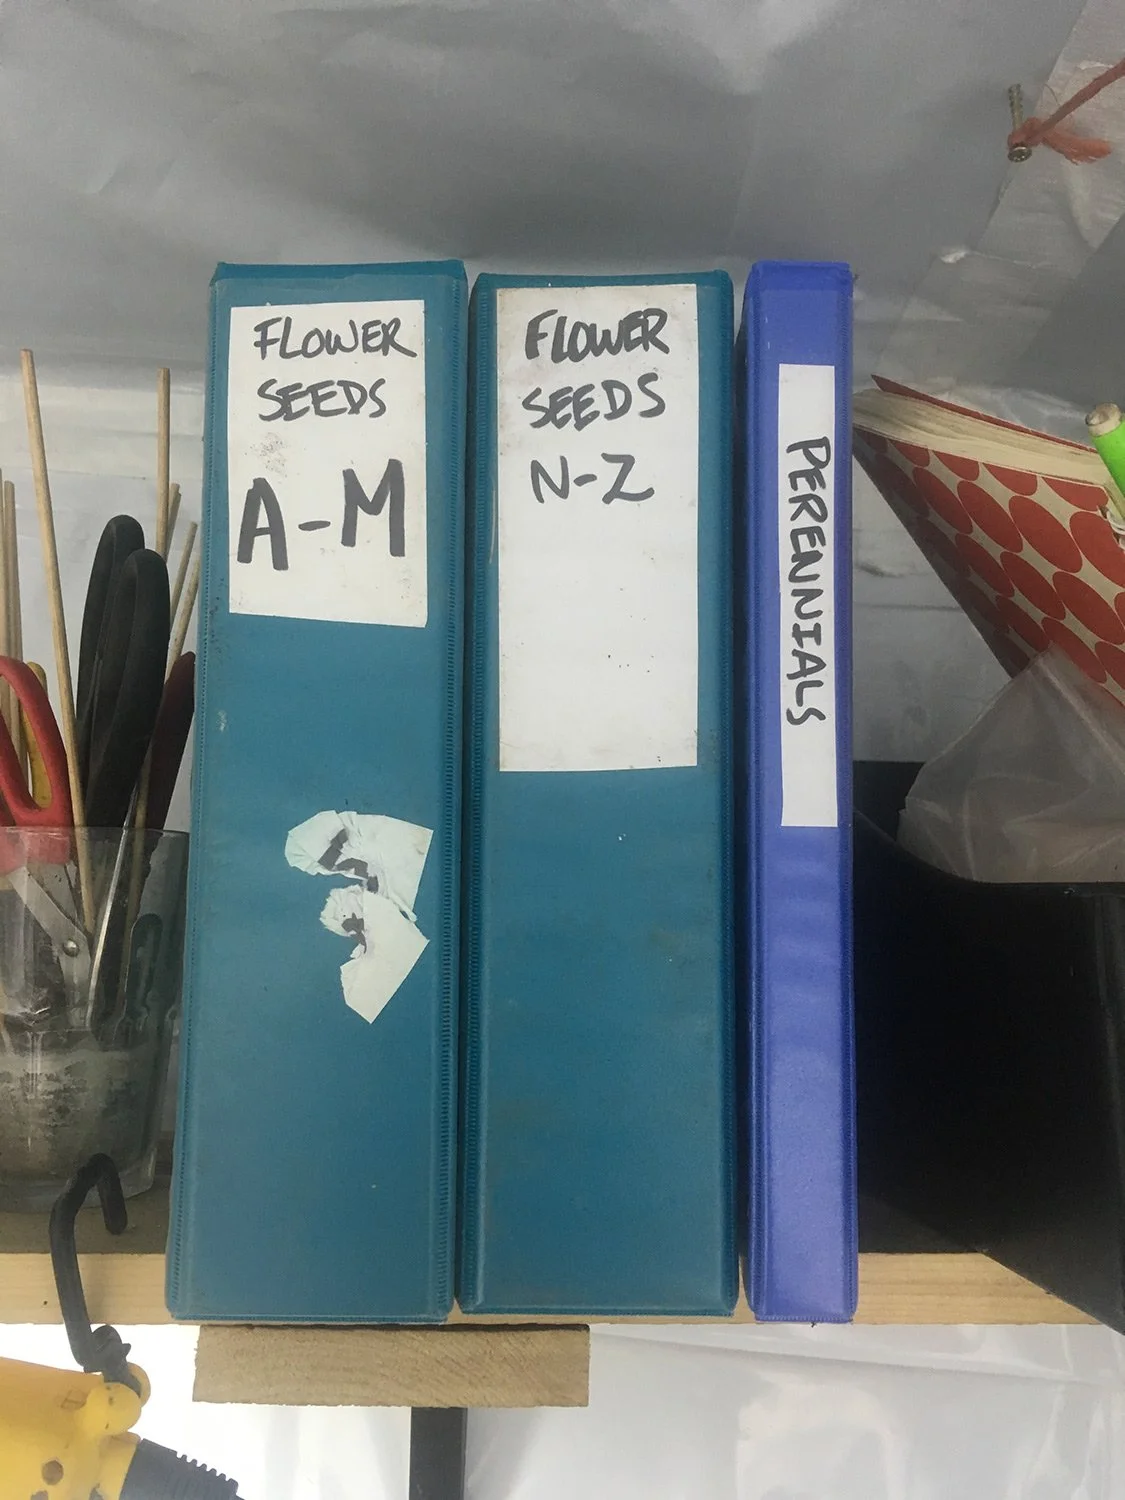 FLOWER
SEEDS
A-M
FLOWER
SEEDS
N-Z
PERENNIALS